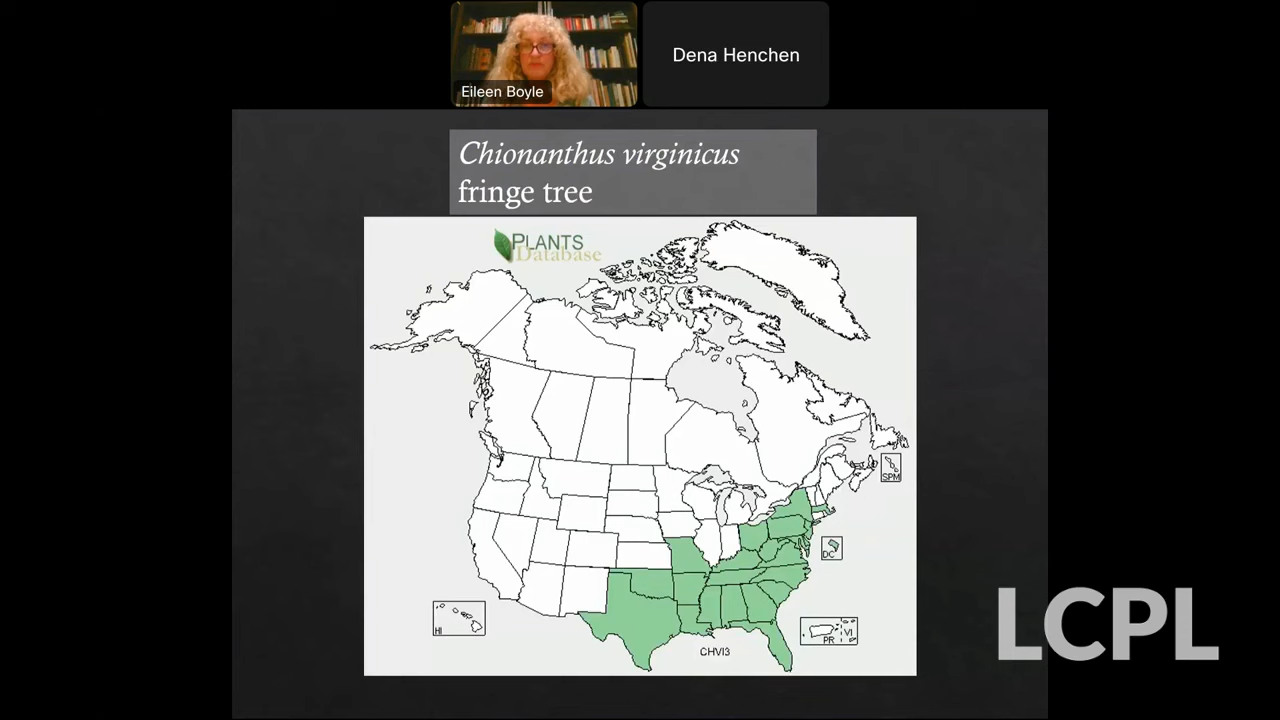 Eileen Boyle
Dena Henchen
Chionanthus virginicus
fringe tree
PLANTS
Database
SPM
DC
HI
PR
VI
CHVI3
LCPL